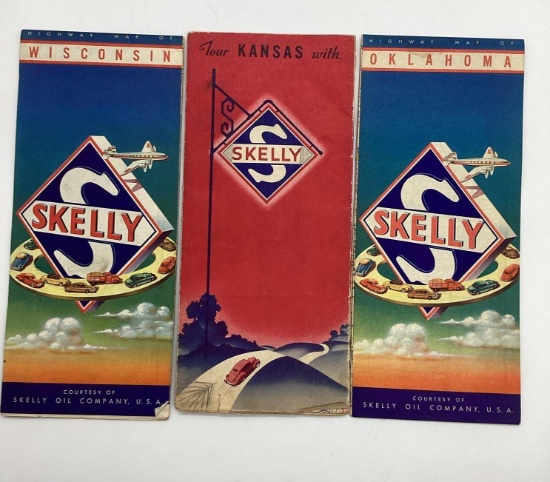 HIGHWAY MAP OF
WISCONSIN
S
SKELLY
COURTESY OF
SKELLY OIL COMPANY, U.S.A.
Tour KANSAS with
S
SKELLY
HIGHWAY MAP OF
OKLAHOMA
S
SKELLY
COURTESY OF
SKELLY OIL COMPANY, U.S.A.